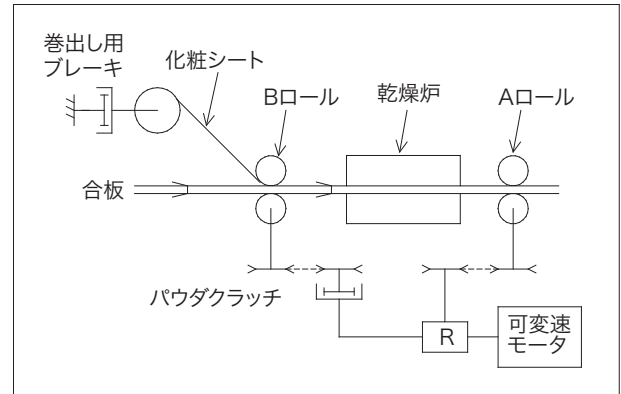 巻出し用
ブレーキ
化粧シート
Bロール
乾燥炉
Aロール
合板
パウダクラッチ
R
可変速
モータ